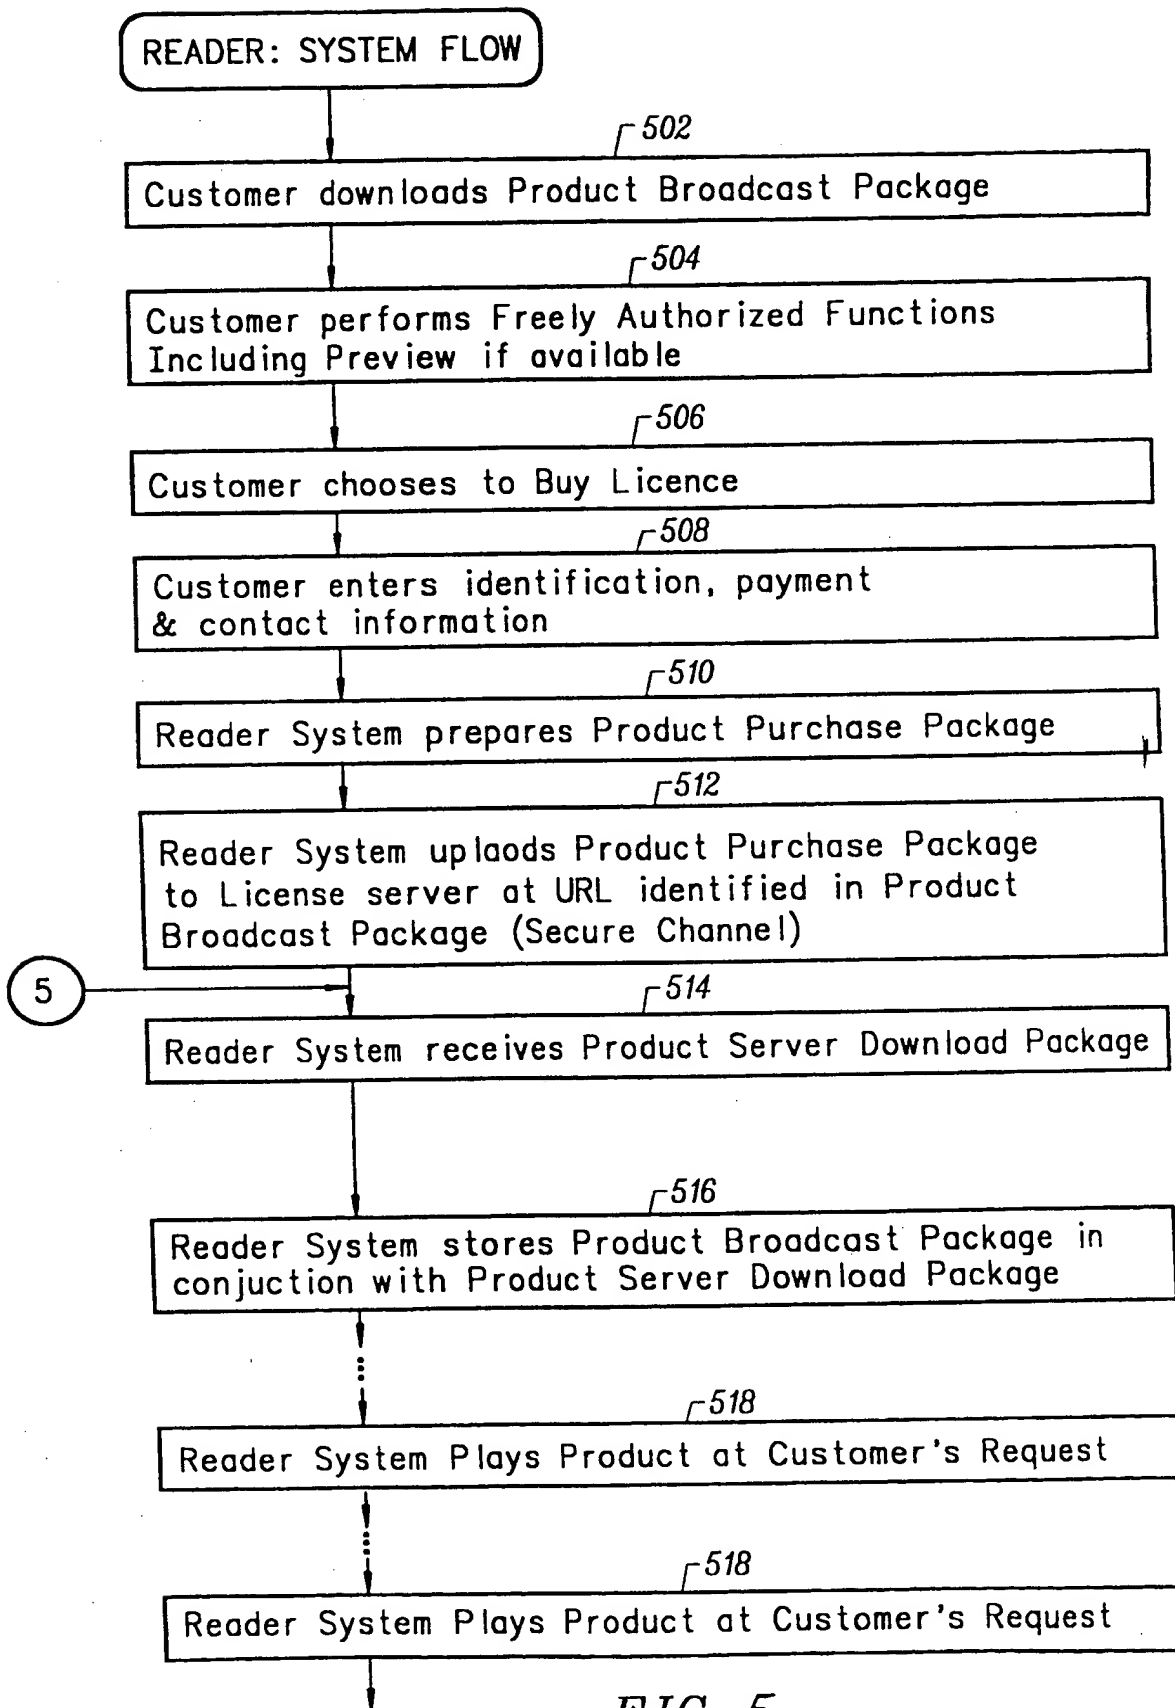 READER: SYSTEM FLOW
502
Customer downloads Product Broadcast Package
504
Customer performs Freely Authorized Functions
Including Preview if available
506
Customer chooses to Buy Licence
508
Customer enters identification, payment
& contact information
510
Reader System prepares Product Purchase Package
512
Reader System uplaods Product Purchase Package
to License server at URL identified in Product
Broadcast Package (Secure Channel)
5
514
Reader System receives Product Server Download Package
516
Reader System stores Product Broadcast Package in
conjuction with Product Server Download Package
518
Reader System Plays Product at Customer's Request
518
Reader System Plays Product at Customer's Request
FIG. 5